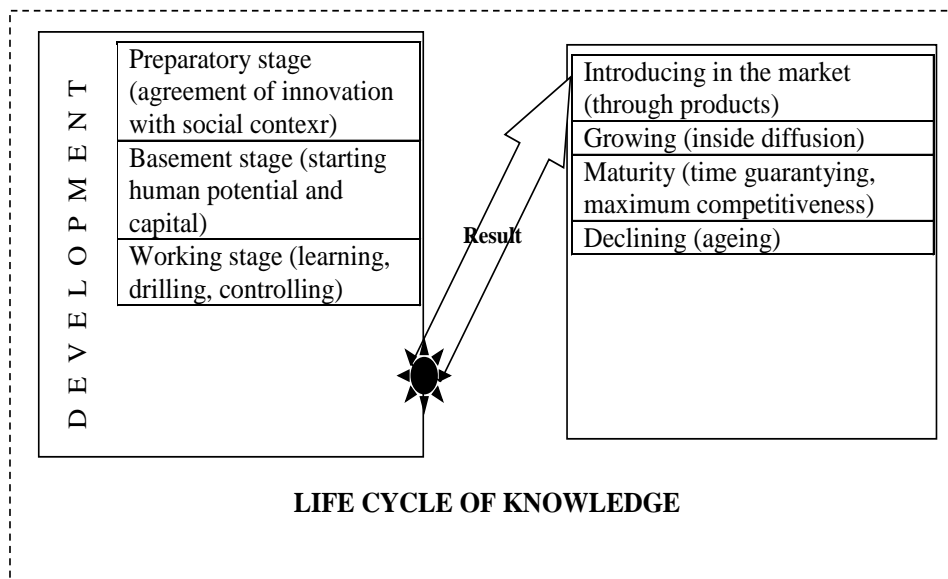 DEVELOPMENT
Preparatory stage
(agreement of innovation
with social contexr)
Basement stage (starting
human potential and
capital)
Working stage (learning,
drilling, controlling)
Result
Introducing in the market
(through products)
Growing (inside diffusion)
Maturity (time guarantying,
maximum competitiveness)
Declining (ageing)
LIFE CYCLE OF KNOWLEDGE